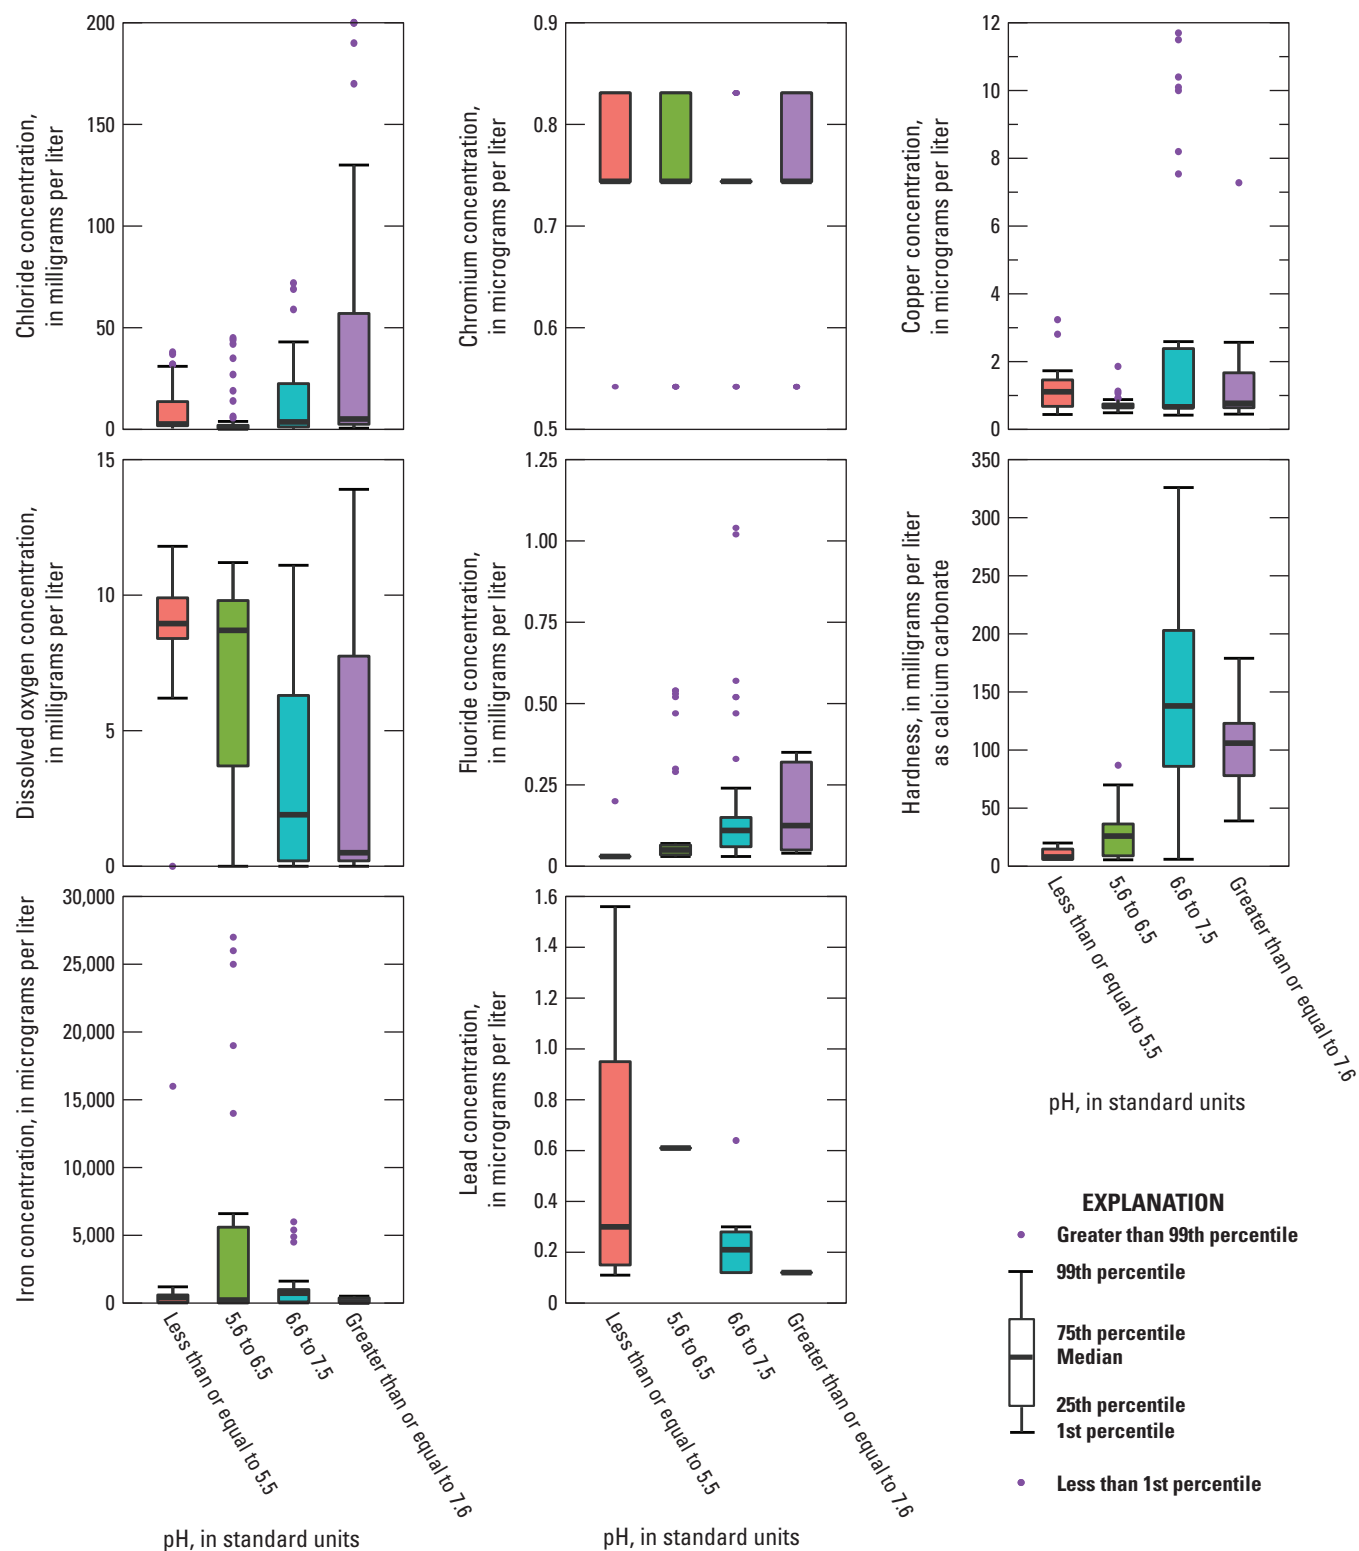 Chloride concentration,
in milligrams per liter
200
150
100
50
0
Chromium concentration,
in micrograms per liter
0.9
0.8
0.7
0.6
0.5
Copper concentration,
in micrograms per liter
12
10
8
6
4
2
0
Dissolved oxygen concentration,
in milligrams per liter
15
10
5
0
Fluoride concentration,
in milligrams per liter
1.25
1.00
0.75
0.50
0.25
0
Hardness, in milligrams per liter
as calcium carbonate
350
300
250
200
150
100
50
0
Less than or equal to 5.5
5.6 to 6.5
6.6 to 7.5
Greater than or equal to 7.6
pH, in standard units
Iron concentration, in micrograms per liter
30,000
25,000
20,000
15,000
10,000
5,000
0
Less than or equal to 5.5
5.6 to 6.5
6.6 to 7.5
Greater than or equal to 7.6
pH, in standard units
Lead concentration,
in micrograms per liter
1.6
1.4
1.2
1.0
0.8
0.6
0.4
0.2
0
Less than or equal to 5.5
5.6 to 6.5
6.6 to 7.5
Greater than or equal to 7.6
pH, in standard units
EXPLANATION
Greater than 99th percentile
99th percentile
75th percentile
Median
25th percentile
1st percentile
Less than 1st percentile